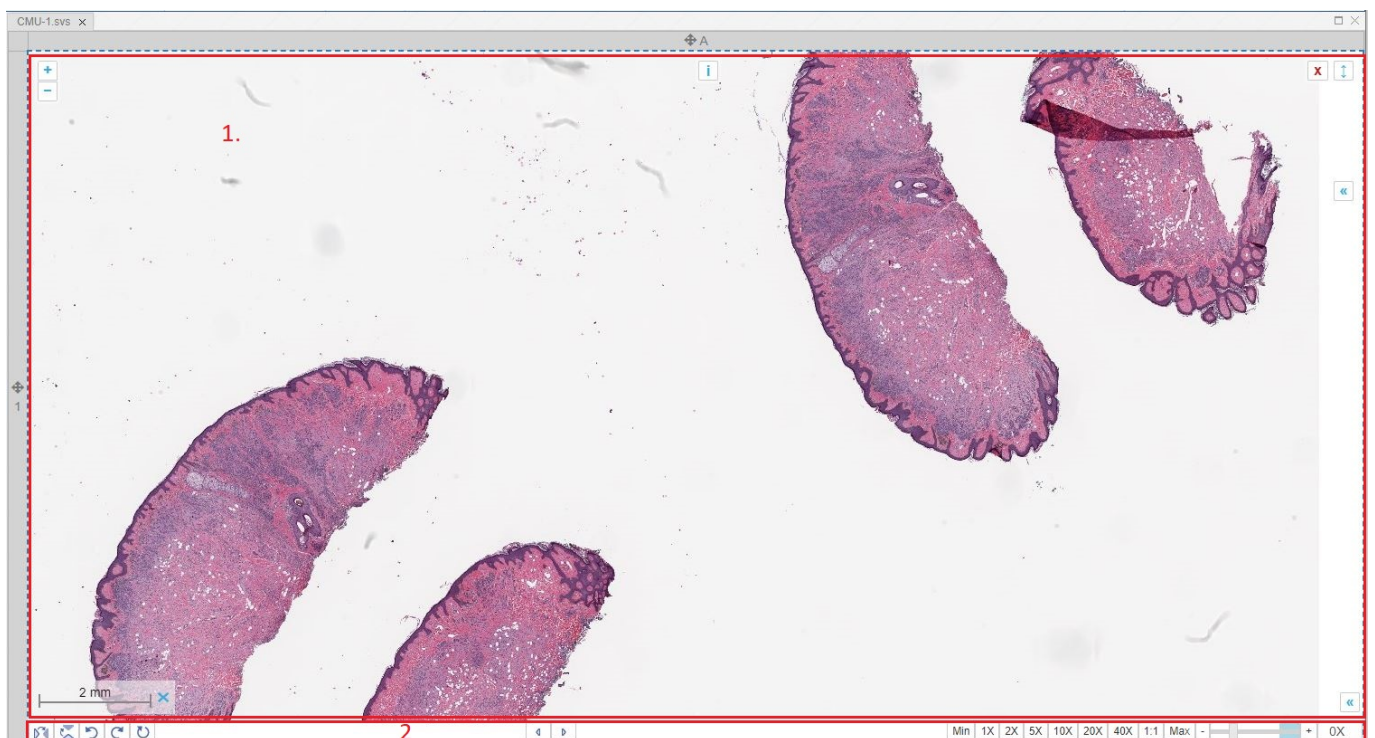 CMU-1.svs x
A
+
i
x
−
1.
«
1
2 mm ×
«
2
Min 1X 2X 5X 10X 20X 40X 1:1 Max - + 0X